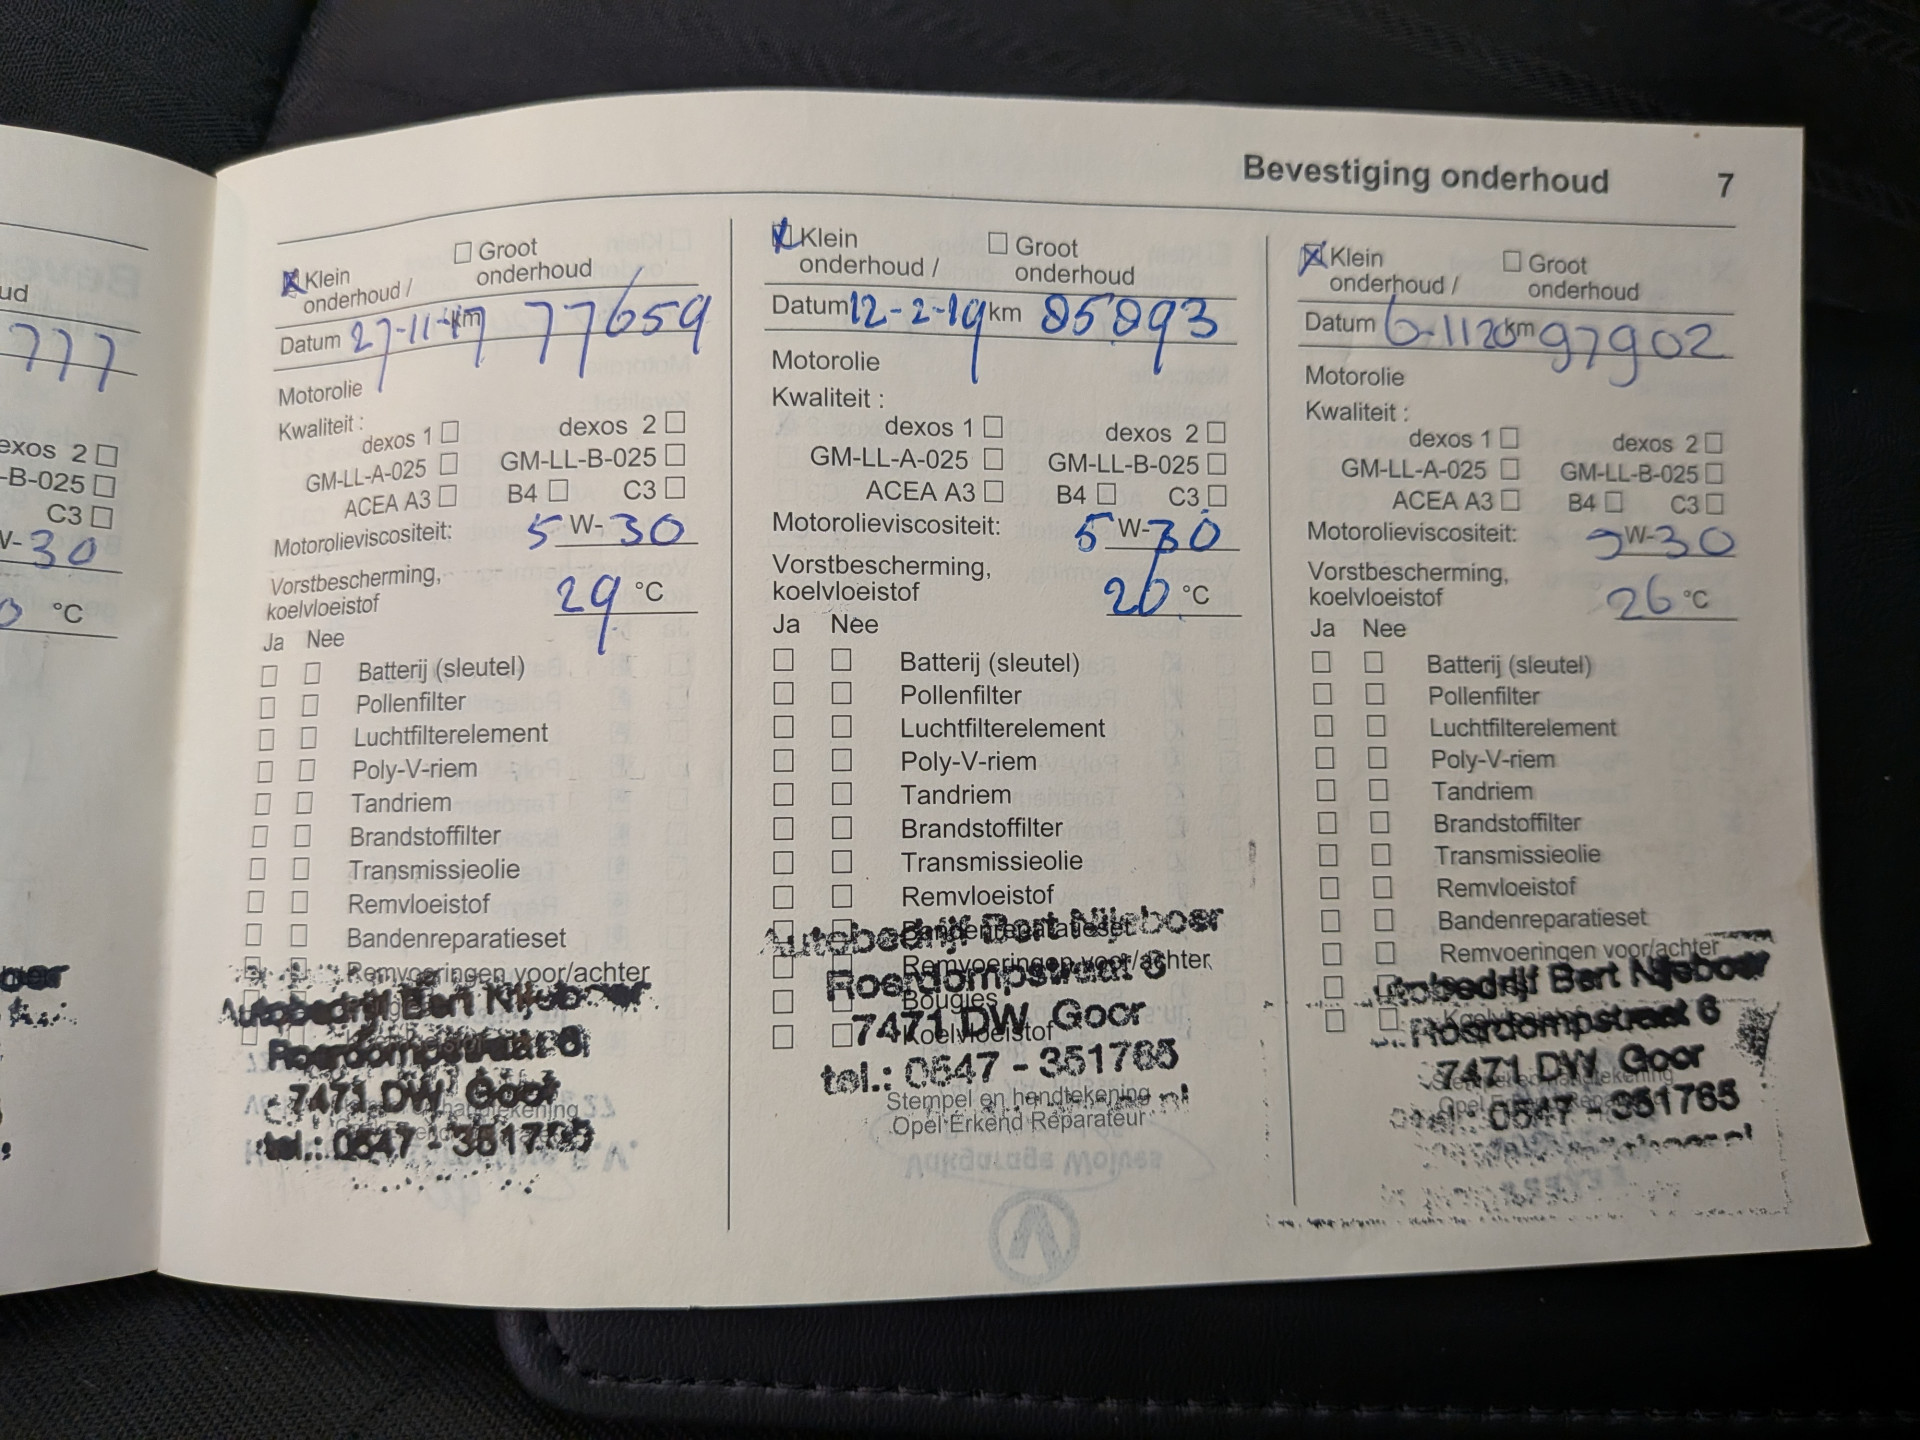 Bevestiging onderhoud 7
ud
777
exos 2
-B-025
C3
W-30
°C
Klein onderhoud / Groot onderhoud
Datum 27-11-17 km 77659
Motorolie
Kwaliteit :
dexos 1 dexos 2
GM-LL-A-025 GM-LL-B-025
ACEA A3 B4 C3
Motorolieviscositeit: 5 W-30
Vorstbescherming,
koelvloeistof 29 °C
Ja Nee
Batterij (sleutel)
Pollenfilter
Luchtfilterelement
Poly-V-riem
Tandriem
Brandstoffilter
Transmissieolie
Remvloeistof
Bandenreparatieset
Remvoeringen voor/achter
Autobedrijf Bert Nijeboer
Roerdompstraat 6
7471 DW Goor
tel.: 0547 - 351765
Klein onderhoud / Groot onderhoud
Datum 12-2-19 km 85893
Motorolie
Kwaliteit :
dexos 1 dexos 2
GM-LL-A-025 GM-LL-B-025
ACEA A3 B4 C3
Motorolieviscositeit: 5 W-30
Vorstbescherming,
koelvloeistof 26 °C
Ja Nee
Batterij (sleutel)
Pollenfilter
Luchtfilterelement
Poly-V-riem
Tandriem
Brandstoffilter
Transmissieolie
Remvloeistof
Bandenreparatieset
Remvoeringen voor/achter
Bougies
Koelvloeistof
Autobedrijf Bert Nijeboer
Roerdompstraat 6
7471 DW Goor
tel.: 0547 - 351765
Stempel en handtekening
Opel Erkend Reparateur
Klein onderhoud / Groot onderhoud
Datum 6-1120 km 97902
Motorolie
Kwaliteit :
dexos 1 dexos 2
GM-LL-A-025 GM-LL-B-025
ACEA A3 B4 C3
Motorolieviscositeit: 5 W-30
Vorstbescherming,
koelvloeistof 26 °C
Ja Nee
Batterij (sleutel)
Pollenfilter
Luchtfilterelement
Poly-V-riem
Tandriem
Brandstoffilter
Transmissieolie
Remvloeistof
Bandenreparatieset
Remvoeringen voor/achter
Koelvloeistof
Autobedrijf Bert Nijeboer
Roerdompstraat 6
7471 DW Goor
tel.: 0547 - 351765